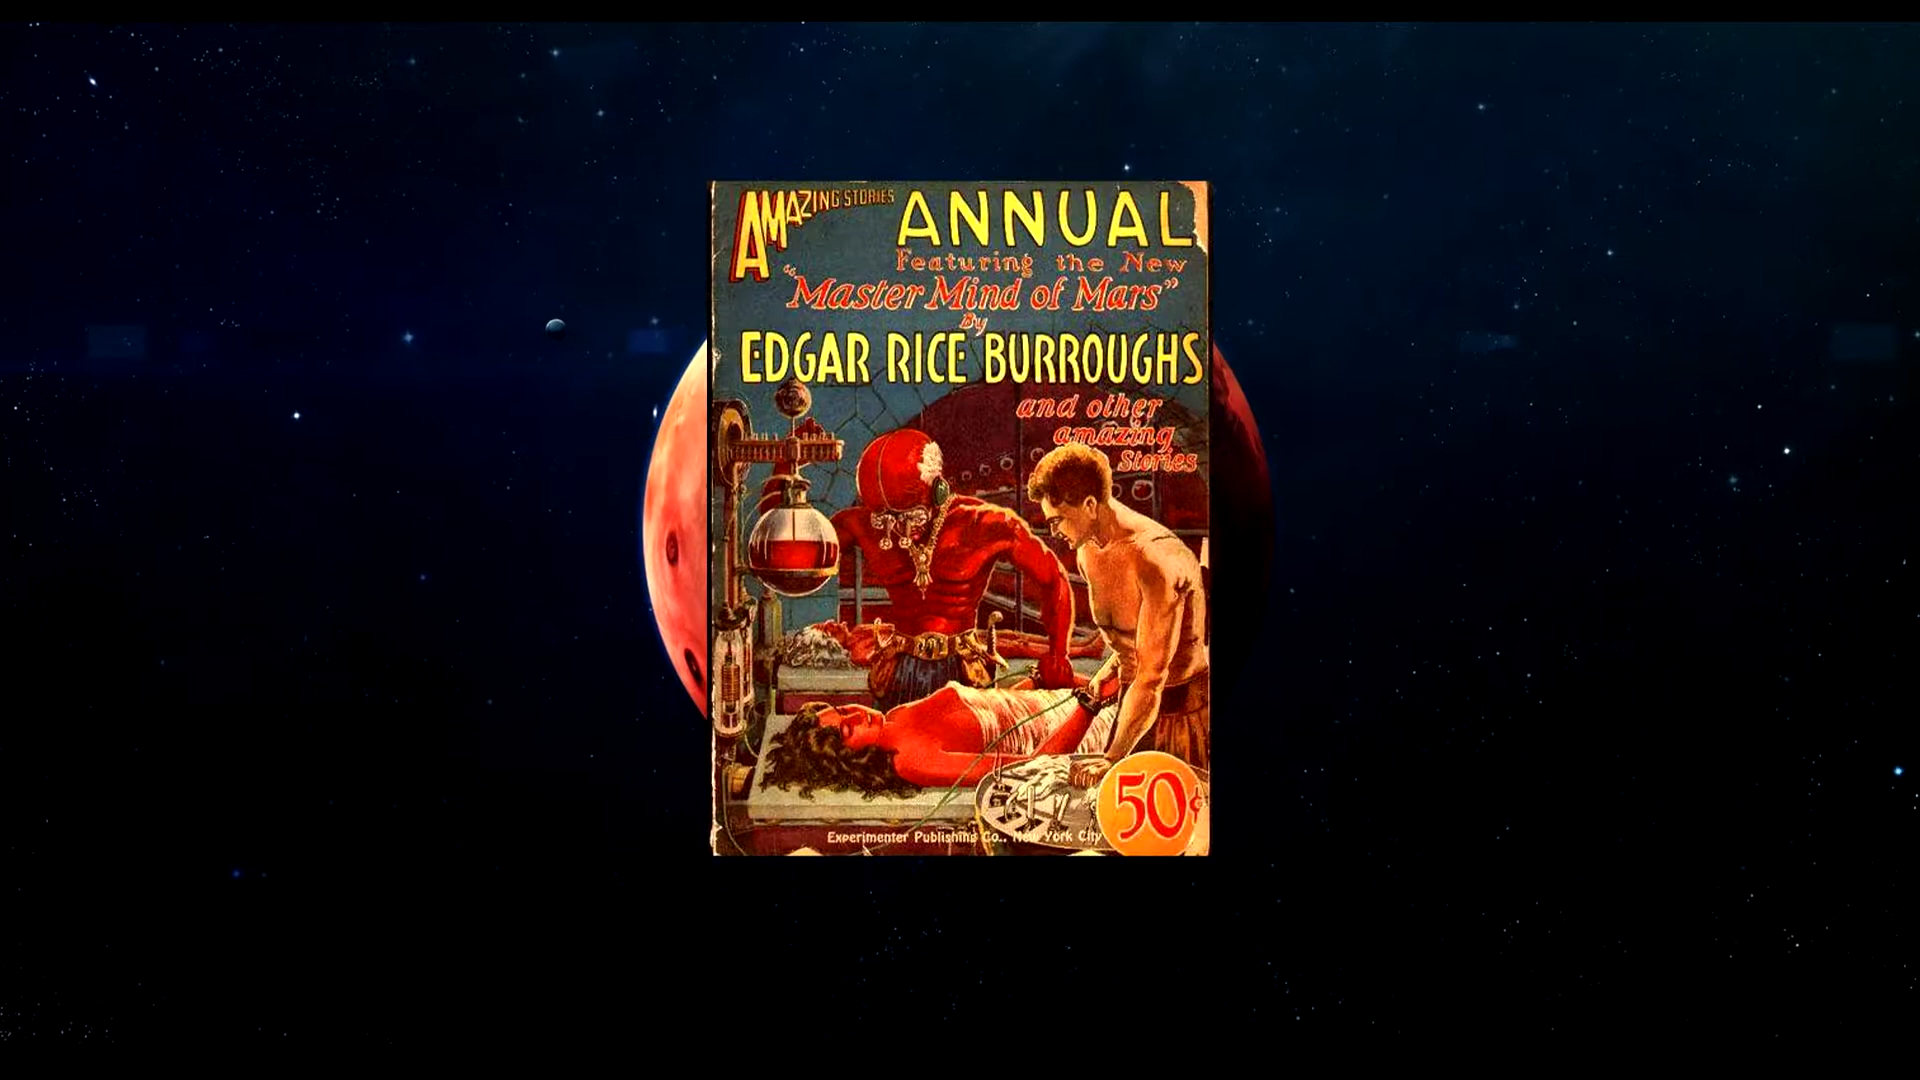 AMAZING STORIES
ANNUAL
Featuring the New
"Master Mind of Mars"
By
EDGAR RICE BURROUGHS
and other
amazing
Stories
50¢
Experimenter Publishing Co., New York City